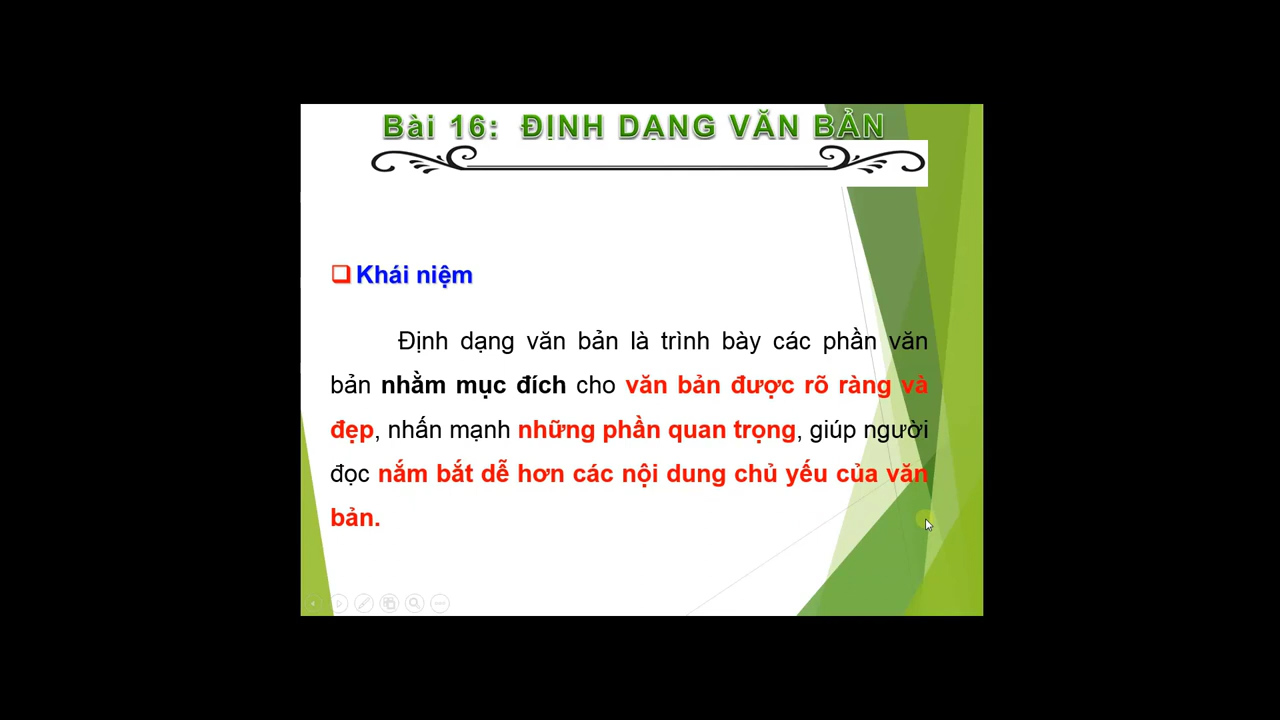 Bài 16: ĐỊNH DẠNG VĂN BẢN
Khái niệm
Định dạng văn bản là trình bày các phần văn
bản nhằm mục đích cho văn bản được rõ ràng và
đẹp, nhấn mạnh những phần quan trọng, giúp người
đọc nắm bắt dễ hơn các nội dung chủ yếu của văn
bản.